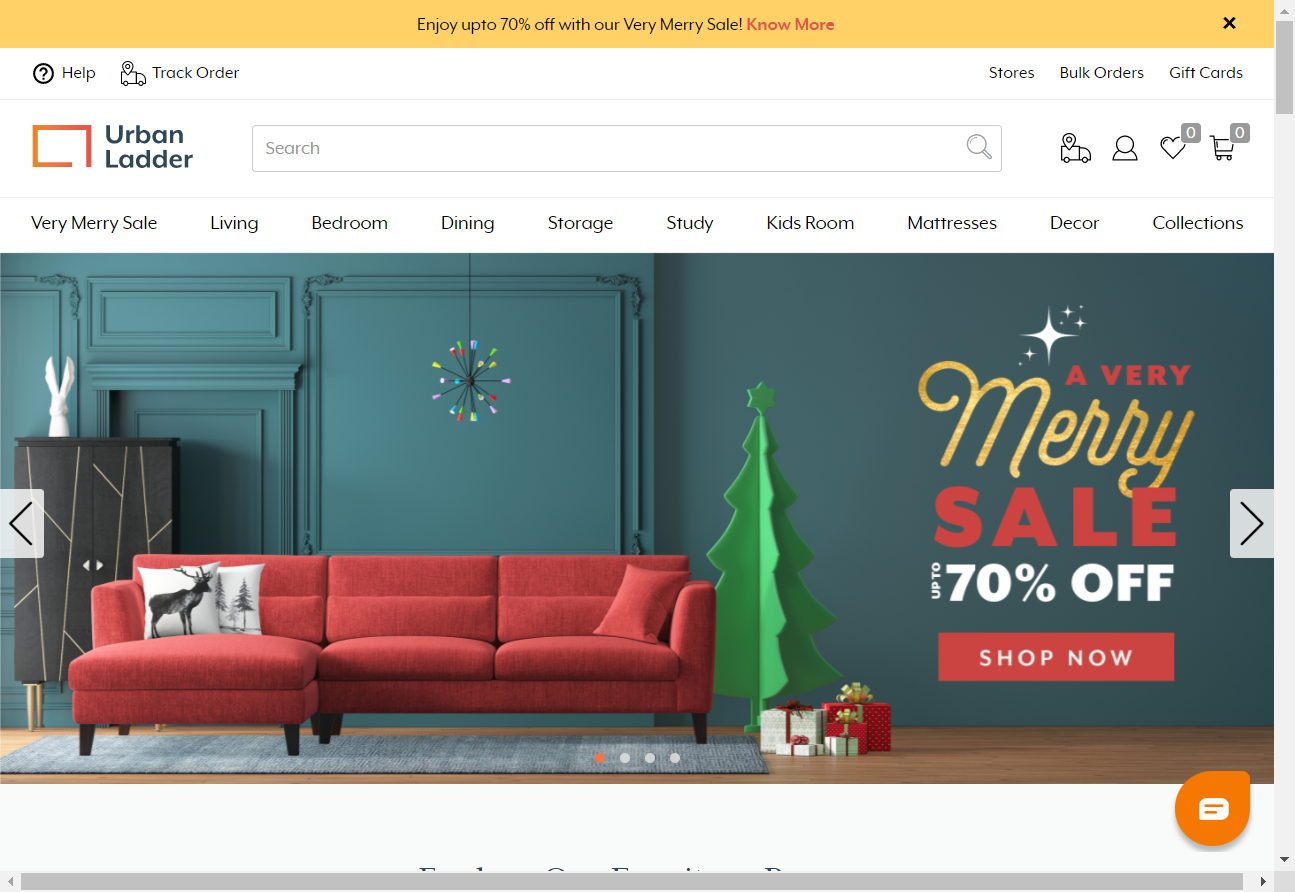 Enjoy upto 70% off with our Very Merry Sale! Know More
Help
Track Order
Stores
Bulk Orders
Gift Cards
Urban
Ladder
Search
0
0
Very Merry Sale
Living
Bedroom
Dining
Storage
Study
Kids Room
Mattresses
Decor
Collections
A VERY
Merry
SALE
UPTO 70% OFF
SHOP NOW